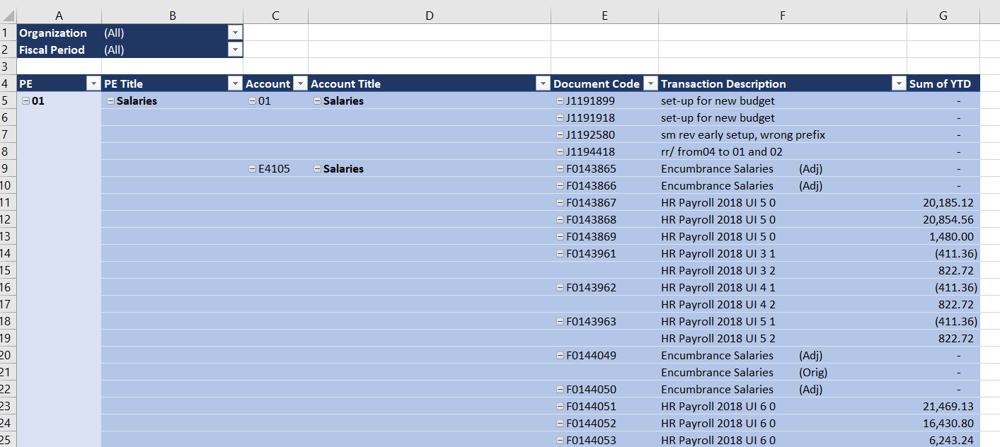 A B C D E F G
1 Organization (All)
2 Fiscal Period (All)
3
4 PE PE Title Account Account Title Document Code Transaction Description Sum of YTD
5 01 Salaries 01 Salaries J1191899 set-up for new budget -
6 J1191918 set-up for new budget -
7 J1192580 sm rev early setup, wrong prefix -
8 J1194418 rr/ from04 to 01 and 02 -
9 E4105 Salaries F0143865 Encumbrance Salaries (Adj) -
10 F0143866 Encumbrance Salaries (Adj) -
11 F0143867 HR Payroll 2018 UI 5 0 20,185.12
12 F0143868 HR Payroll 2018 UI 5 0 20,854.56
13 F0143869 HR Payroll 2018 UI 5 0 1,480.00
14 F0143961 HR Payroll 2018 UI 3 1 (411.36)
15 HR Payroll 2018 UI 3 2 822.72
16 F0143962 HR Payroll 2018 UI 4 1 (411.36)
17 HR Payroll 2018 UI 4 2 822.72
18 F0143963 HR Payroll 2018 UI 5 1 (411.36)
19 HR Payroll 2018 UI 5 2 822.72
20 F0144049 Encumbrance Salaries (Adj) -
21 Encumbrance Salaries (Orig) -
22 F0144050 Encumbrance Salaries (Adj) -
23 F0144051 HR Payroll 2018 UI 6 0 21,469.13
24 F0144052 HR Payroll 2018 UI 6 0 16,430.80
25 F0144053 HR Payroll 2018 UI 6 0 6,243.24